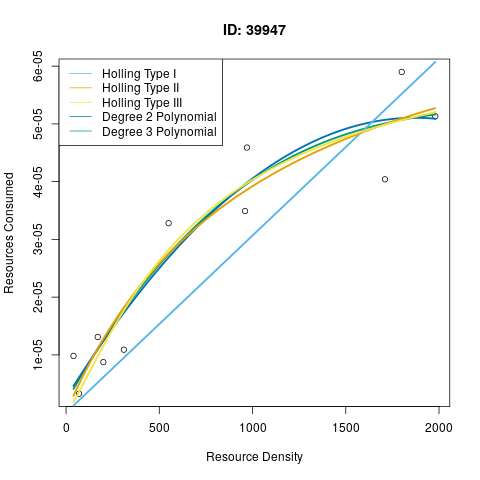 ID: 39947
Holling Type I
Holling Type II
Holling Type III
Degree 2 Polynomial
Degree 3 Polynomial
Resources Consumed
6e-05
5e-05
4e-05
3e-05
2e-05
1e-05
0 500 1000 1500 2000
Resource Density